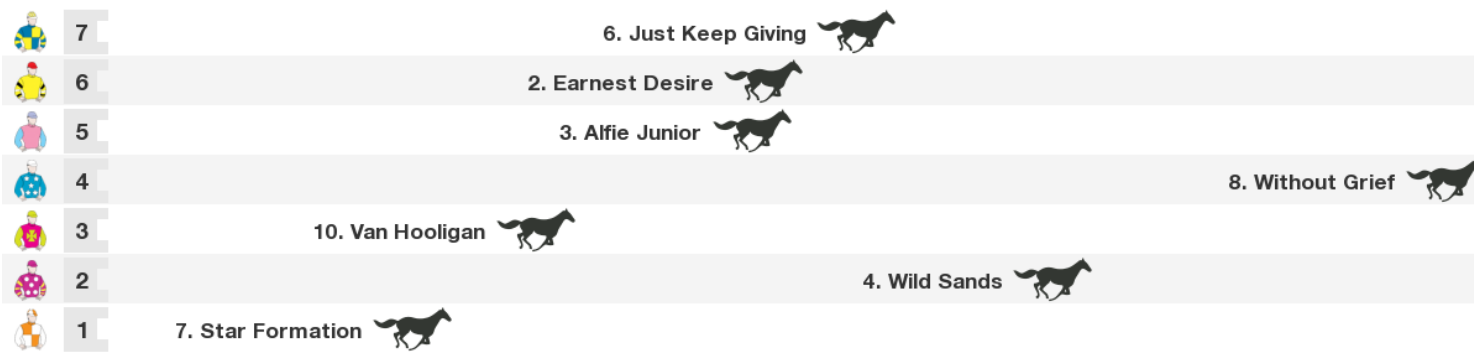 7 6. Just Keep Giving
6 2. Earnest Desire
5 3. Alfie Junior
4 8. Without Grief
3 10. Van Hooligan
2 4. Wild Sands
1 7. Star Formation